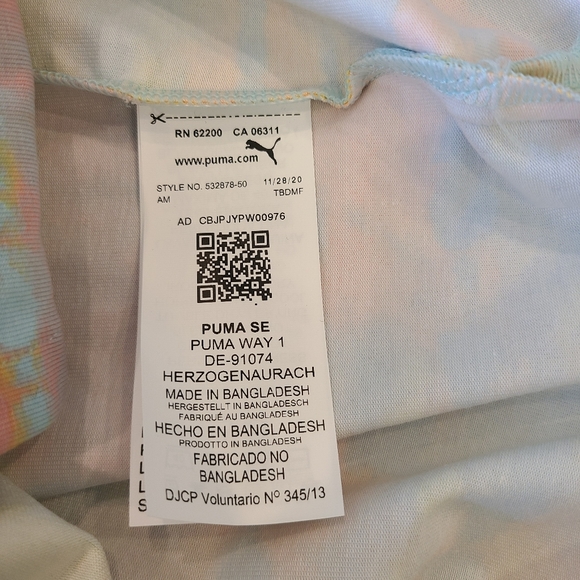 RN 62200 CA 06311
www.puma.com
STYLE NO. 532878-50 11/28/20
AM TBDMF
AD CBJPJYPW00976
PUMA SE
PUMA WAY 1
DE-91074
HERZOGENAURACH
MADE IN BANGLADESH
HERGESTELLT IN BANGLADESCH
FABRIQUÉ AU BANGLADESH
HECHO EN BANGLADESH
PRODOTTO IN BANGLADESH
FABRICADO NO
BANGLADESH
DJCP Voluntario Nº 345/13